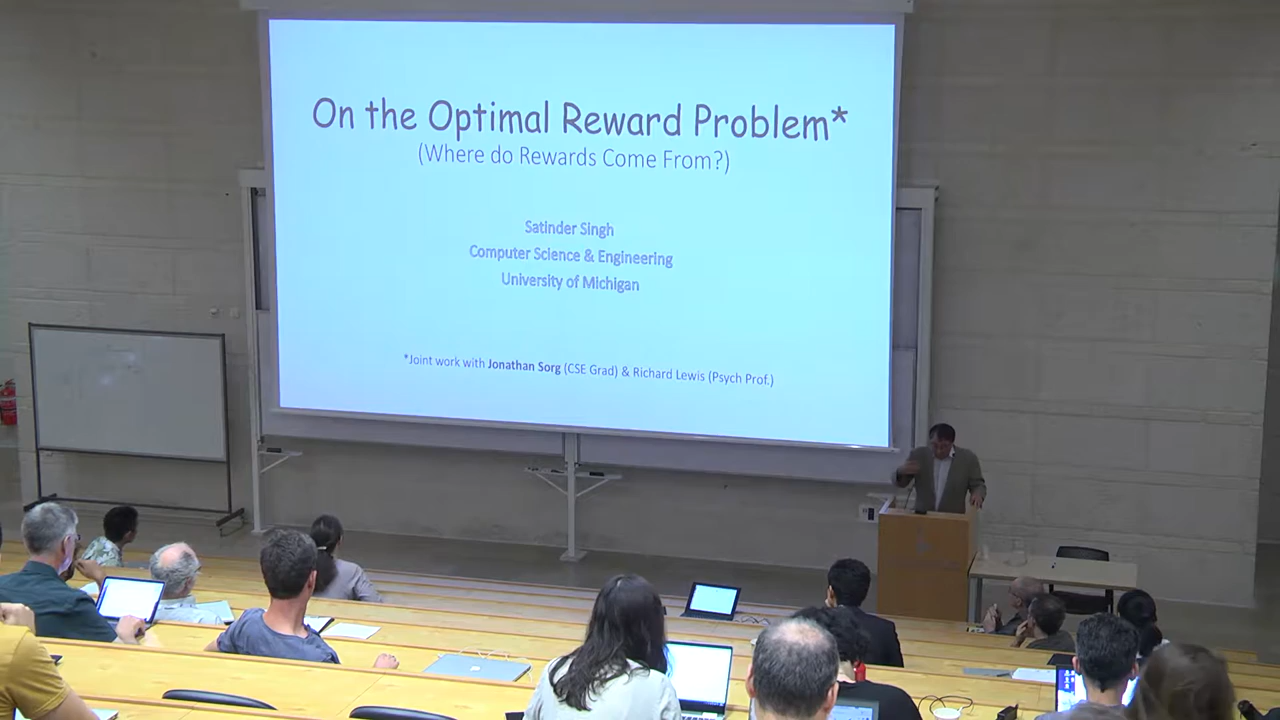 On the Optimal Reward Problem*
(Where do Rewards Come From?)
Satinder Singh
Computer Science & Engineering
University of Michigan
*Joint work with Jonathan Sorg (CSE Grad) & Richard Lewis (Psych Prof.)